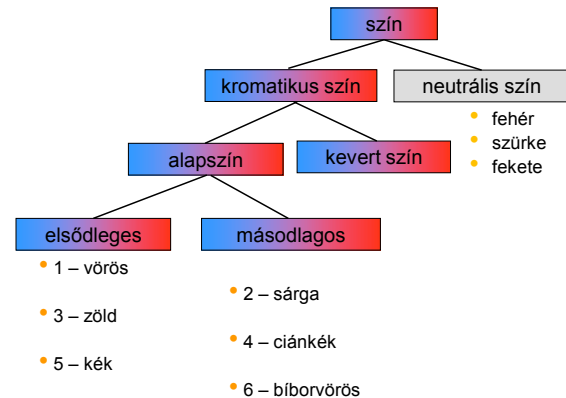 szín
kromatikus szín
neutrális szín
• fehér
• szürke
• fekete
alapszín
kevert szín
elsődleges
másodlagos
• 1 – vörös
• 3 – zöld
• 5 – kék
• 2 – sárga
• 4 – ciánkék
• 6 – bíborvörös